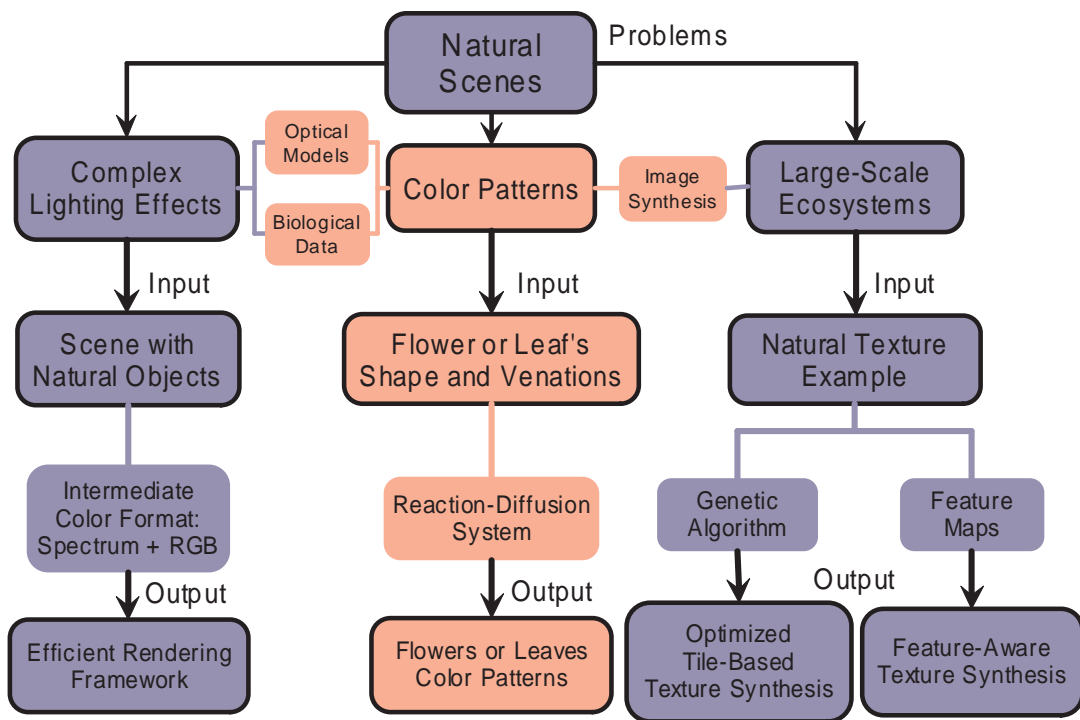 Natural
Scenes
Problems
Complex
Lighting Effects
Optical
Models
Biological
Data
Color Patterns
Image
Synthesis
Large-Scale
Ecosystems
Input
Input
Input
Scene with
Natural Objects
Flower or Leaf's
Shape and Venations
Natural Texture
Example
Intermediate
Color Format:
Spectrum + RGB
Reaction-Diffusion
System
Genetic
Algorithm
Feature
Maps
Output
Output
Output
Efficient Rendering
Framework
Flowers or Leaves
Color Patterns
Optimized
Tile-Based
Texture Synthesis
Feature-Aware
Texture Synthesis